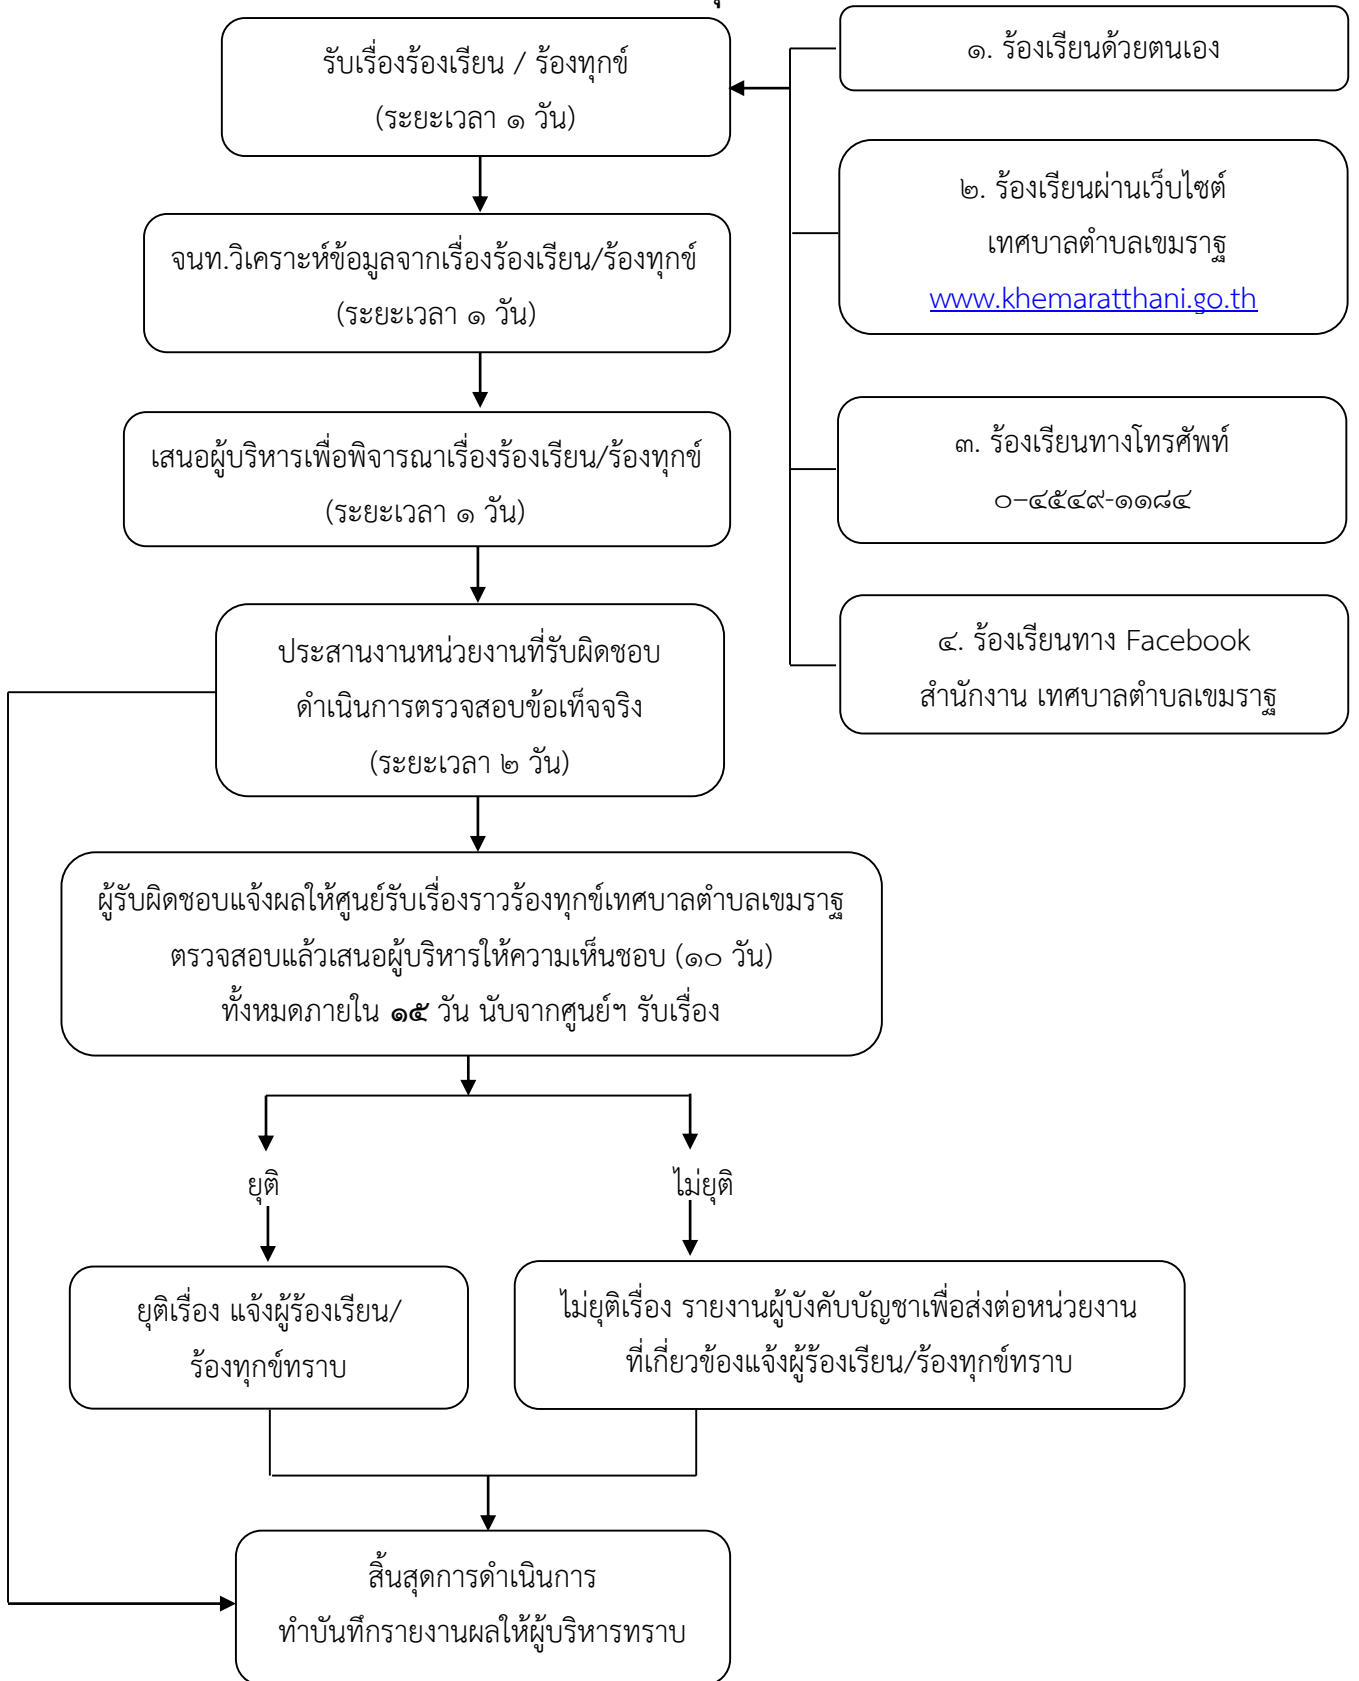 รับเรื่องร้องเรียน / ร้องทุกข์
(ระยะเวลา ๑ วัน)
๑. ร้องเรียนด้วยตนเอง
๒. ร้องเรียนผ่านเว็บไซต์
เทศบาลตำบลเขมราฐ
www.khemaratthani.go.th
จนท.วิเคราะห์ข้อมูลจากเรื่องร้องเรียน/ร้องทุกข์
(ระยะเวลา ๑ วัน)
๓. ร้องเรียนทางโทรศัพท์
๐–๔๕๔๙-๑๑๘๔
เสนอผู้บริหารเพื่อพิจารณาเรื่องร้องเรียน/ร้องทุกข์
(ระยะเวลา ๑ วัน)
๔. ร้องเรียนทาง Facebook
สำนักงาน เทศบาลตำบลเขมราฐ
ประสานงานหน่วยงานที่รับผิดชอบ
ดำเนินการตรวจสอบข้อเท็จจริง
(ระยะเวลา ๒ วัน)
ผู้รับผิดชอบแจ้งผลให้ศูนย์รับเรื่องราวร้องทุกข์เทศบาลตำบลเขมราฐ
ตรวจสอบแล้วเสนอผู้บริหารให้ความเห็นชอบ (๑๐ วัน)
ทั้งหมดภายใน ๑๕ วัน นับจากศูนย์ฯ รับเรื่อง
ยุติ
ไม่ยุติ
ยุติเรื่อง แจ้งผู้ร้องเรียน/
ร้องทุกข์ทราบ
ไม่ยุติเรื่อง รายงานผู้บังคับบัญชาเพื่อส่งต่อหน่วยงาน
ที่เกี่ยวข้องแจ้งผู้ร้องเรียน/ร้องทุกข์ทราบ
สิ้นสุดการดำเนินการ
ทำบันทึกรายงานผลให้ผู้บริหารทราบ